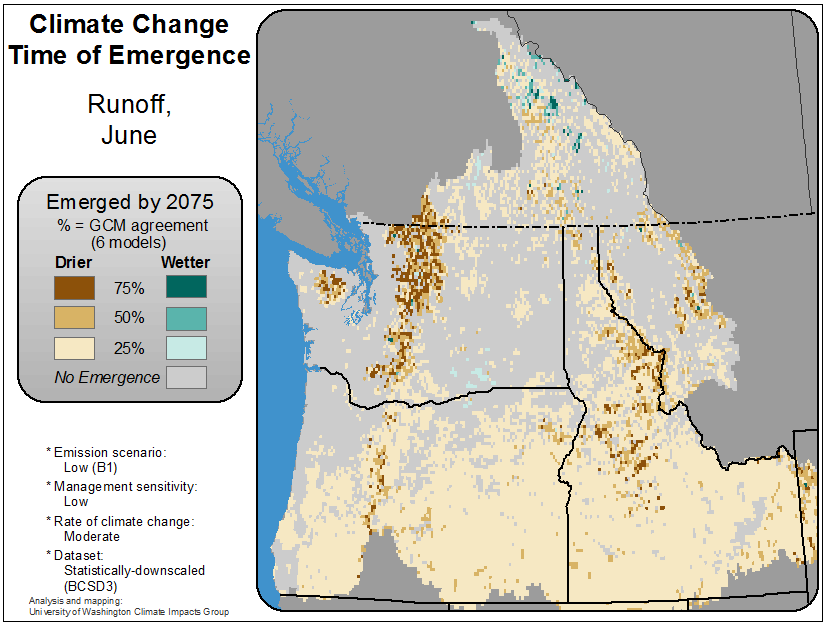 Climate Change
Time of Emergence
Runoff,
June
Emerged by 2075
% = GCM agreement
(6 models)
Drier Wetter
75%
50%
25%
No Emergence
* Emission scenario:
Low (B1)
* Management sensitivity:
Low
* Rate of climate change:
Moderate
* Dataset:
Statistically-downscaled
(BCSD3)
Analysis and mapping:
University of Washington Climate Impacts Group